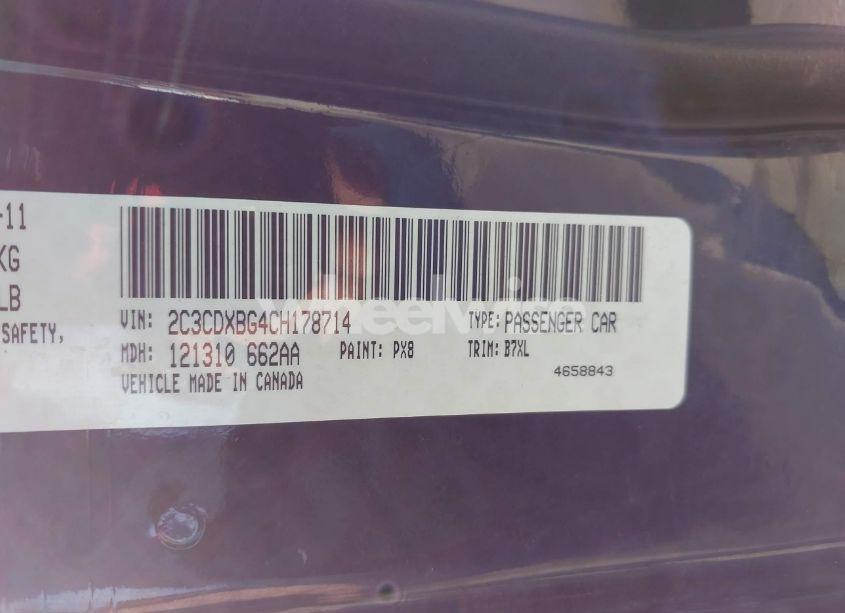 -11
KG
LB
SAFETY,
VIN: 2C3CDXBG4CH178714 TYPE: PASSENGER CAR
MDH: 121310 662AA PAINT: PX8 TRIM: B7XL
VEHICLE MADE IN CANADA 4658843
wheelwire